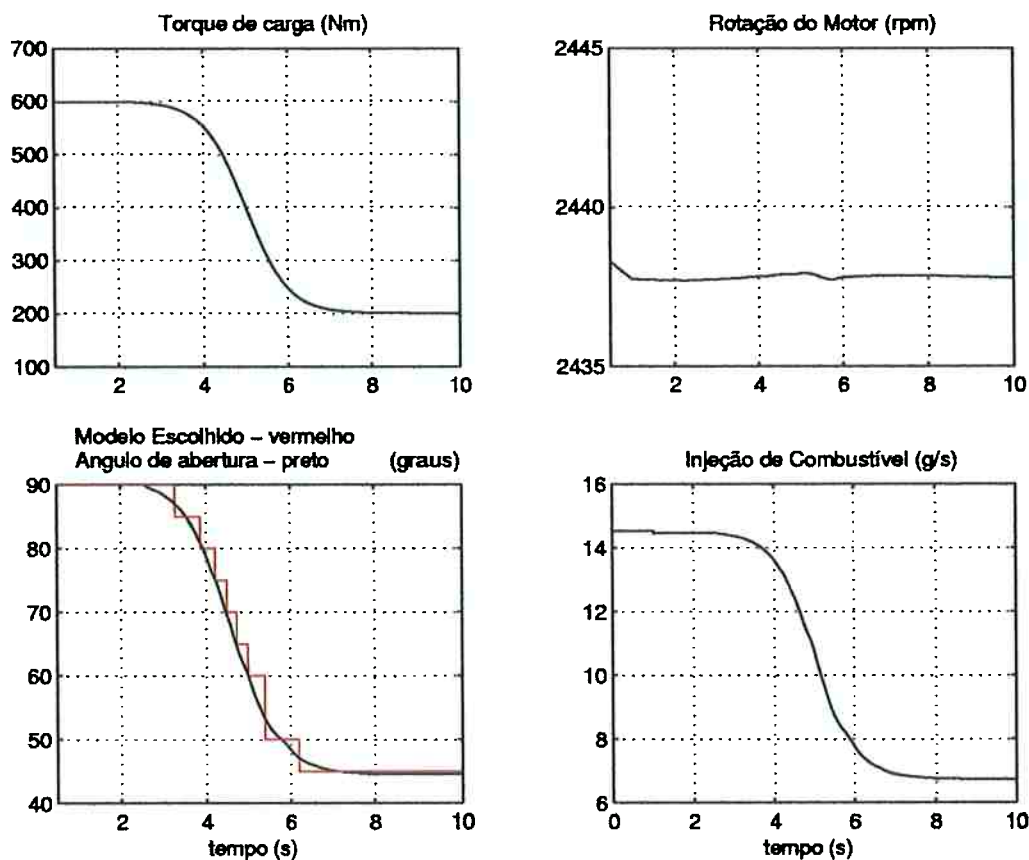 Torque de carga (Nm)
700
600
500
400
300
200
100
2 4 6 8 10
Rotação do Motor (rpm)
2445
2440
2435
2 4 6 8 10
Modelo Escolhido – vermelho
Angulo de abertura – preto (graus)
90
80
70
60
50
40
2 4 6 8 10
tempo (s)
Injeção de Combustível (g/s)
16
14
12
10
8
6
0 2 4 6 8 10
tempo (s)